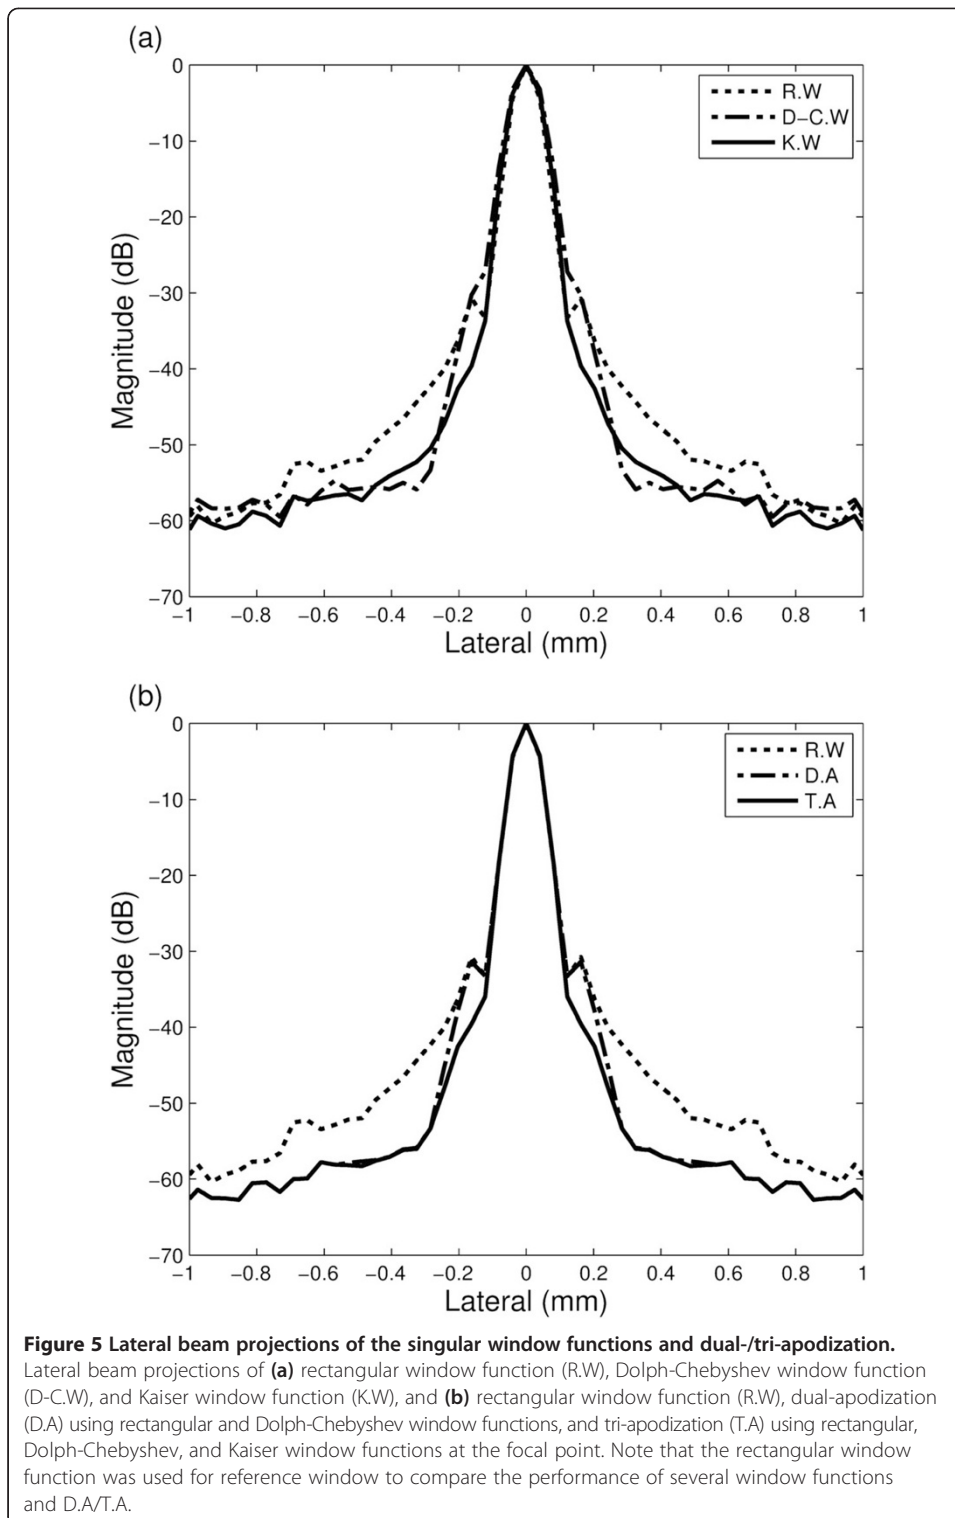 (a)
0
−10
−20
−30
−40
−50
−60
−70
Magnitude (dB)
R.W
D−C.W
K.W
−1 −0.8 −0.6 −0.4 −0.2 0 0.2 0.4 0.6 0.8 1
Lateral (mm)
(b)
0
−10
−20
−30
−40
−50
−60
−70
Magnitude (dB)
R.W
D.A
T.A
−1 −0.8 −0.6 −0.4 −0.2 0 0.2 0.4 0.6 0.8 1
Lateral (mm)
Figure 5 Lateral beam projections of the singular window functions and dual-/tri-apodization.
Lateral beam projections of (a) rectangular window function (R.W), Dolph-Chebyshev window function
(D-C.W), and Kaiser window function (K.W), and (b) rectangular window function (R.W), dual-apodization
(D.A) using rectangular and Dolph-Chebyshev window functions, and tri-apodization (T.A) using rectangular,
Dolph-Chebyshev, and Kaiser window functions at the focal point. Note that the rectangular window
function was used for reference window to compare the performance of several window functions
and D.A/T.A.